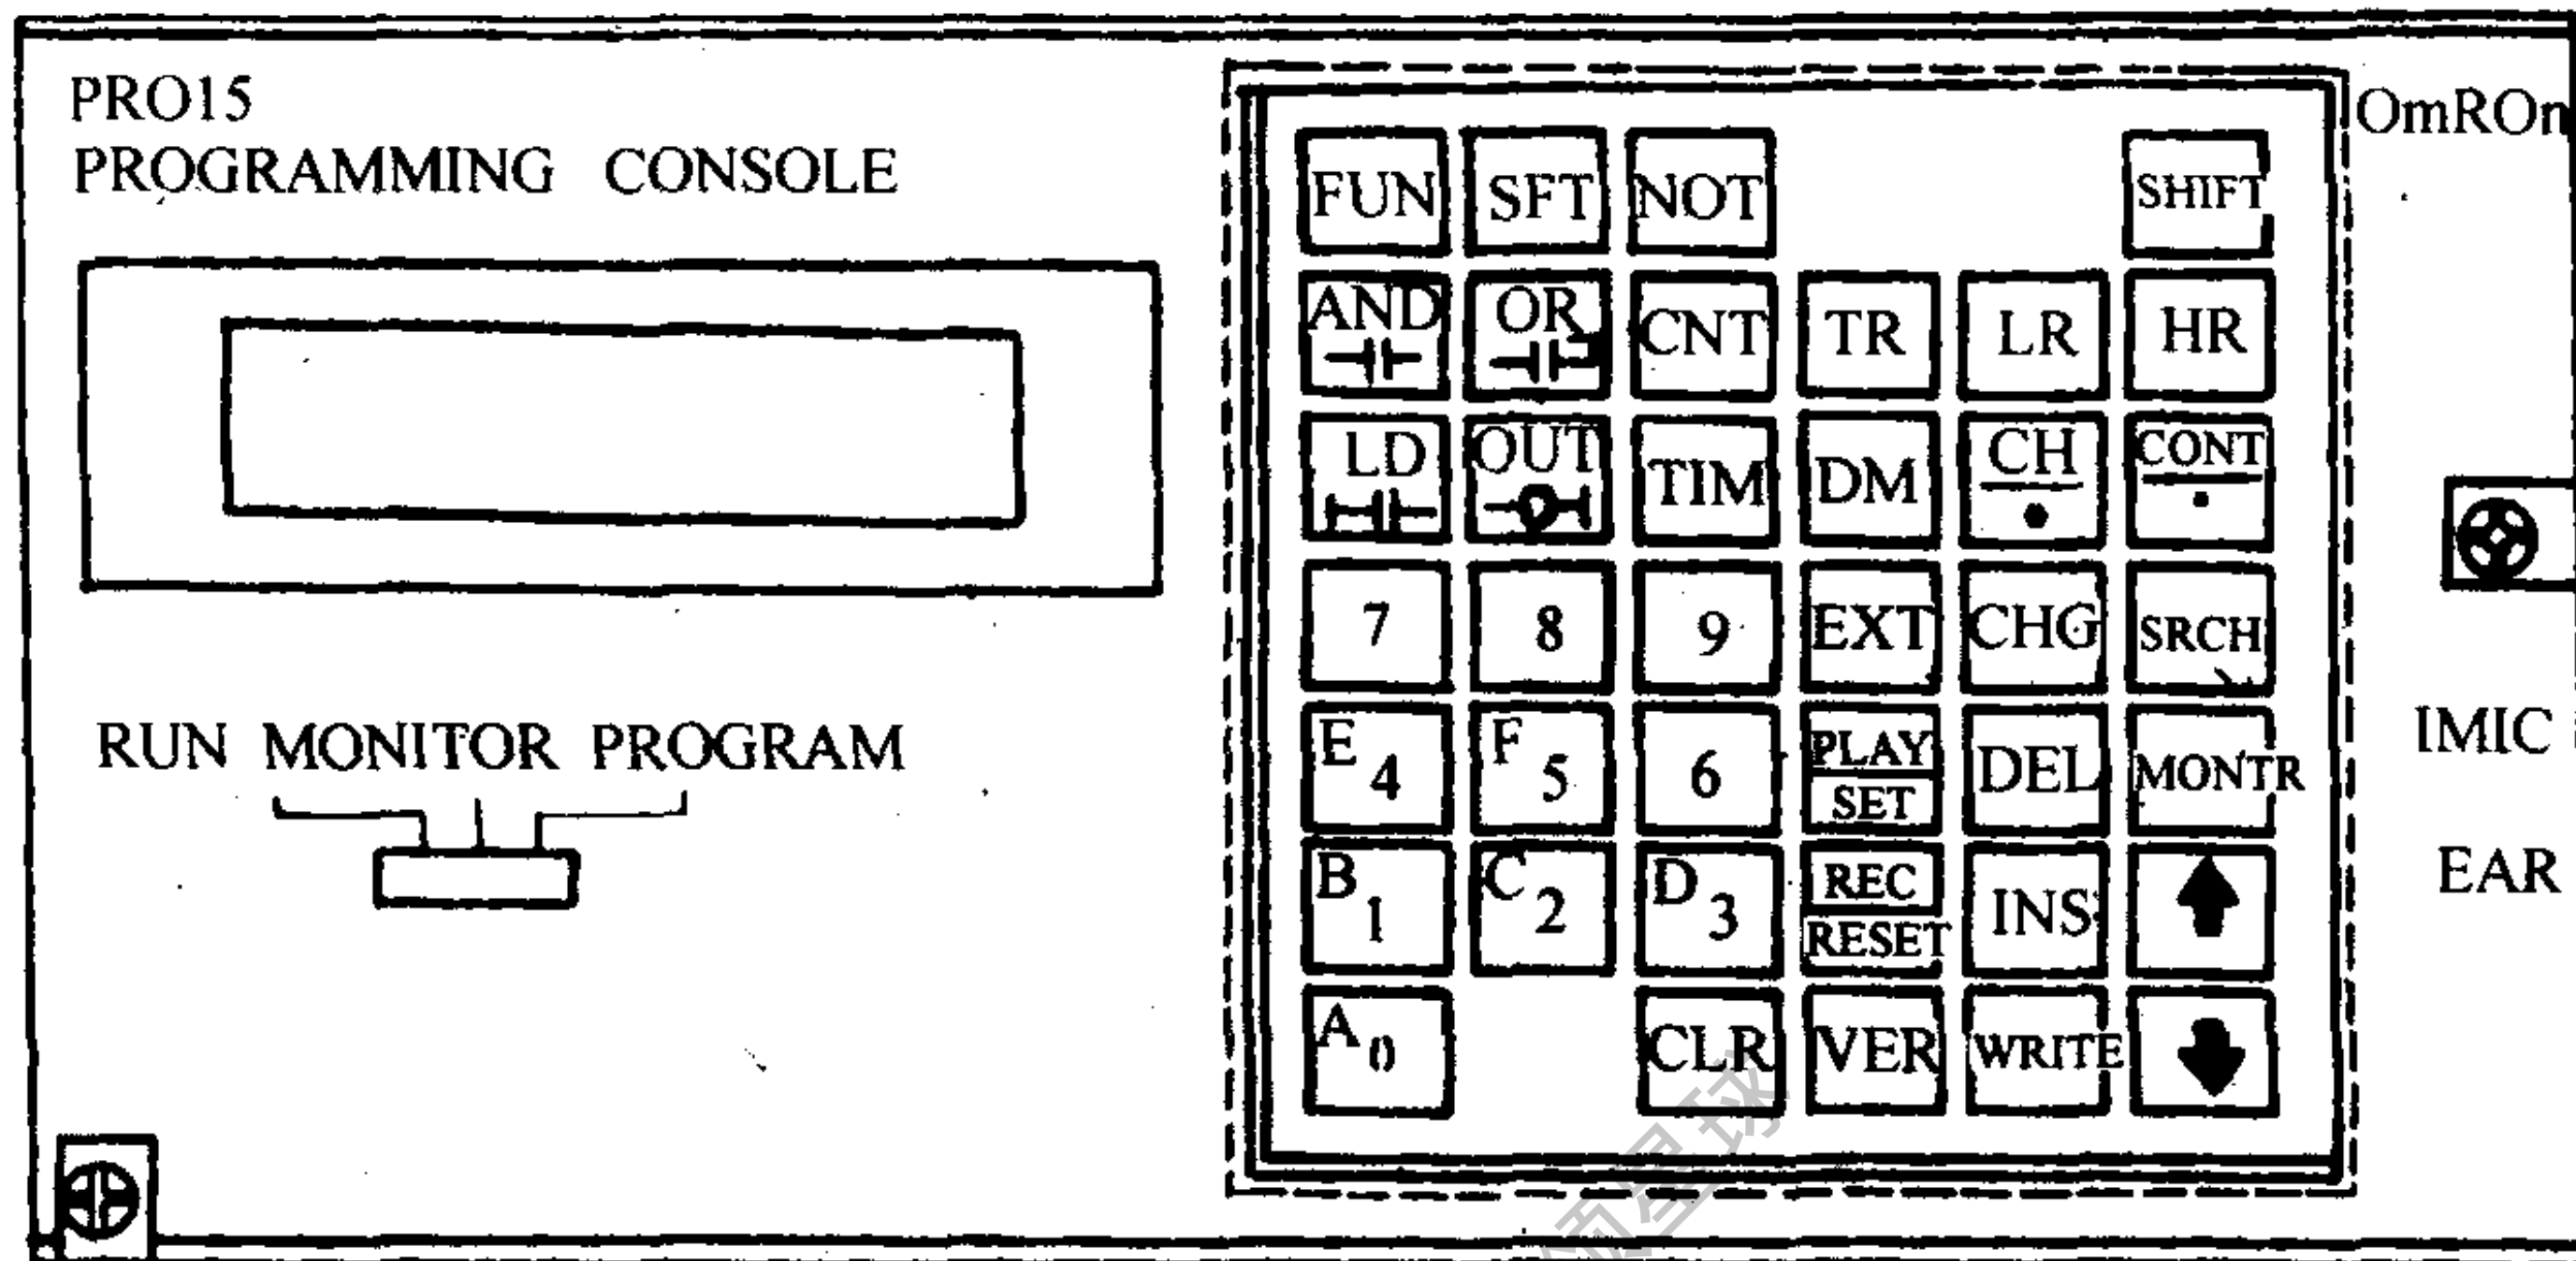 PRO15
PROGRAMMING CONSOLE
OmROn
FUN SFT NOT SHIFT
AND OR CNT TR LR HR
LD OUT TIM DM CH CONT
7 8 9 EXT CHG SRCH
RUN MONITOR PROGRAM
E 4 F 5 6 PLAY SET DEL MONTR
IMIC
B 1 C 2 D 3 REC RESET INS
EAR
A 0 CLR VER WRITE
星球